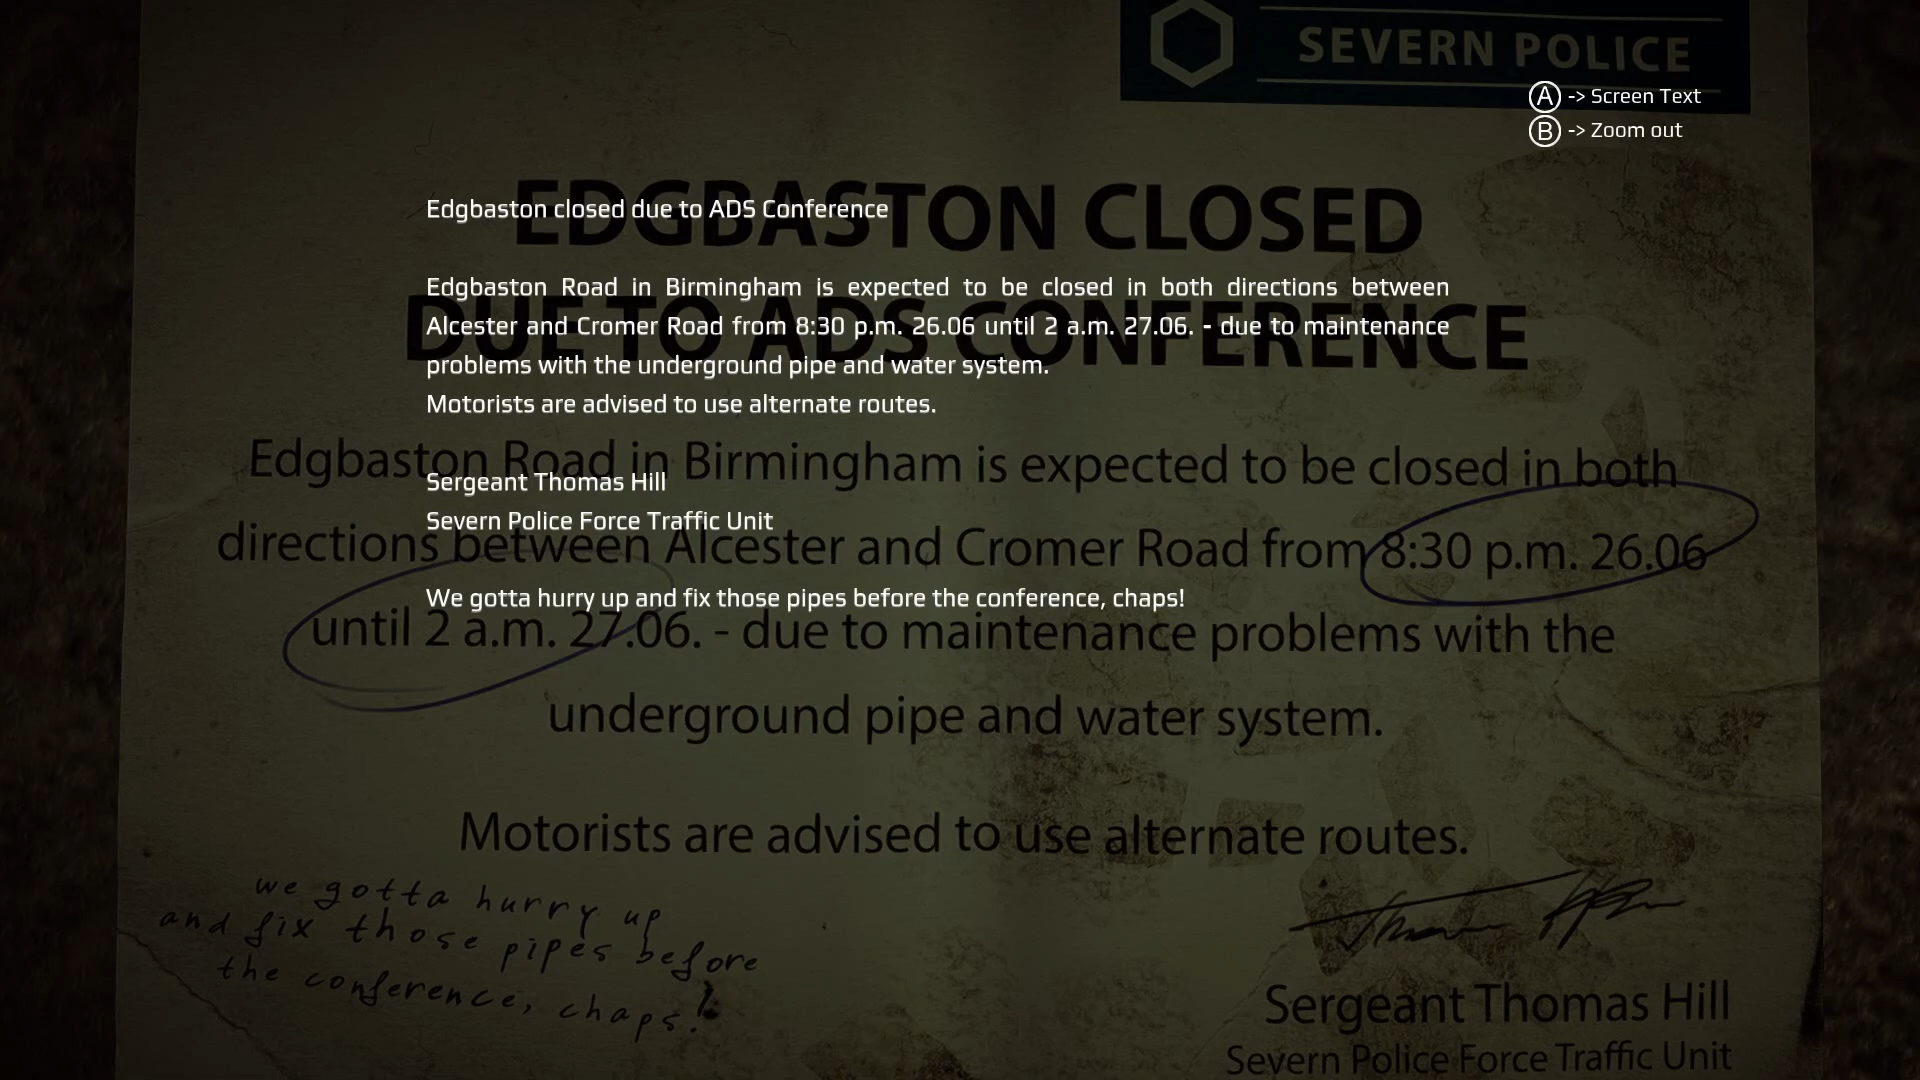 SEVERN POLICE
A -> Screen Text
B -> Zoom out
EDGBASTON CLOSED
DUE TO ADS CONFERENCE
Edgbaston Road in Birmingham is expected to be closed in both
directions between Alcester and Cromer Road from 8:30 p.m. 26.06
until 2 a.m. 27.06. - due to maintenance problems with the
underground pipe and water system.
Motorists are advised to use alternate routes.
we gotta hurry up
and fix those pipes before
the conference, chaps!
Sergeant Thomas Hill
Severn Police Force Traffic Unit
Edgbaston closed due to ADS Conference
Edgbaston Road in Birmingham is expected to be closed in both directions between
Alcester and Cromer Road from 8:30 p.m. 26.06 until 2 a.m. 27.06. - due to maintenance
problems with the underground pipe and water system.
Motorists are advised to use alternate routes.
Sergeant Thomas Hill
Severn Police Force Traffic Unit
We gotta hurry up and fix those pipes before the conference, chaps!